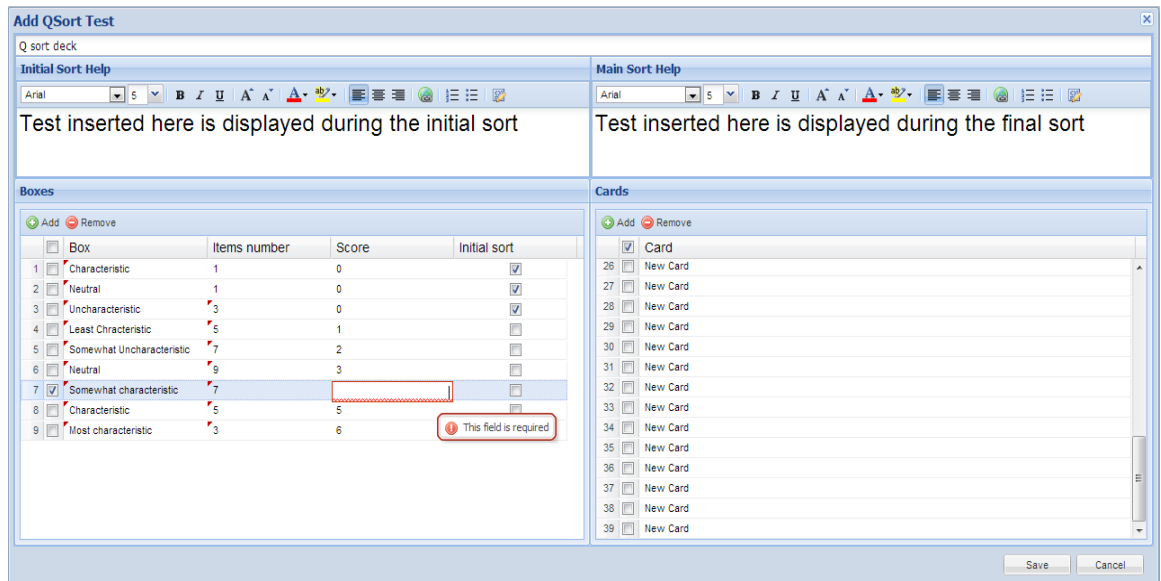 Add QSort Test
Q sort deck
Initial Sort Help
Main Sort Help
Arial 5 B I U A A A ab
Arial 5 B I U A A A ab
Test inserted here is displayed during the initial sort
Test inserted here is displayed during the final sort
Boxes
Cards
Add Remove
Add Remove
Box Items number Score Initial sort
1 Characteristic 1 0
2 Neutral 1 0
3 Uncharacteristic 3 0
4 Least Chracteristic 5 1
5 Somewhat Uncharacteristic 7 2
6 Neutral 9 3
7 Somewhat characteristic 7
8 Characteristic 5 5
9 Most characteristic 3 6
This field is required
Card
26 New Card
27 New Card
28 New Card
29 New Card
30 New Card
31 New Card
32 New Card
33 New Card
34 New Card
35 New Card
36 New Card
37 New Card
38 New Card
39 New Card
Save Cancel